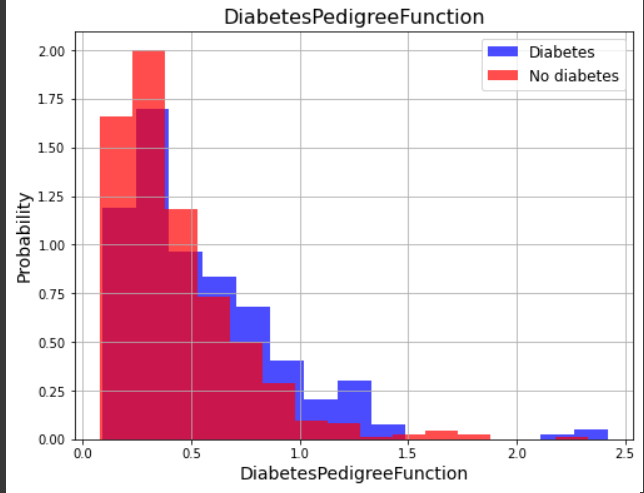 DiabetesPedigreeFunction
Diabetes
No diabetes
2.00
1.75
1.50
1.25
1.00
0.75
0.50
0.25
0.00
Probability
0.0 0.5 1.0 1.5 2.0 2.5
DiabetesPedigreeFunction